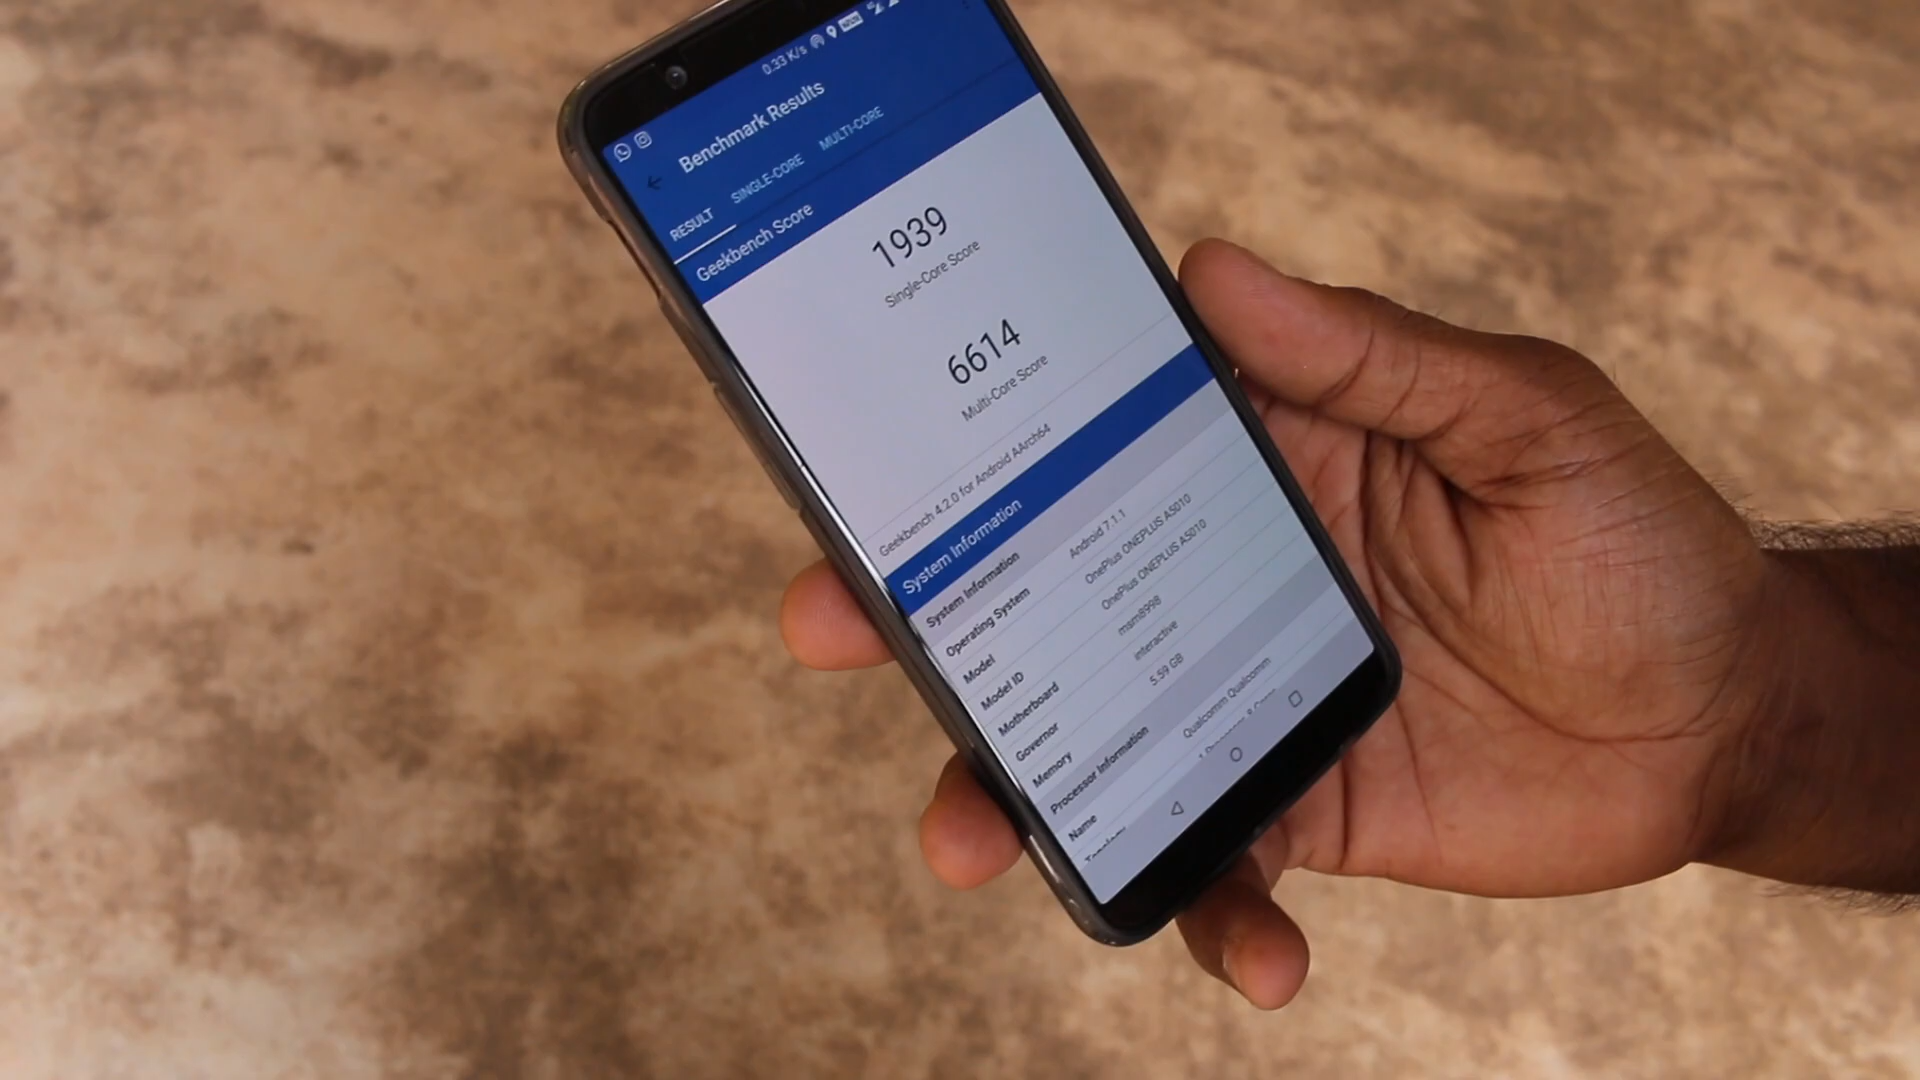 0.33 K/s
Benchmark Results
RESULT SINGLE-CORE MULTI-CORE
Geekbench Score
1939
Single-Core Score
6614
Multi-Core Score
Geekbench 4.2.0 for Android AArch64
System Information
System Information
Operating System Android 7.1.1
Model OnePlus ONEPLUS A5010
Model ID OnePlus ONEPLUS A5010
Motherboard msm8998
Governor interactive
Memory 5.59 GB
Processor Information
Name Qualcomm Qualcomm